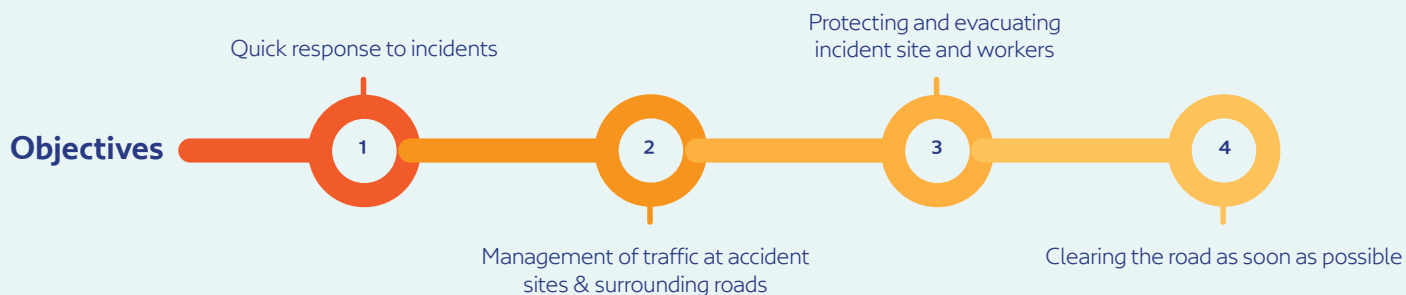 Objectives
1
Quick response to incidents
2
Management of traffic at accident
sites & surrounding roads
3
Protecting and evacuating
incident site and workers
4
Clearing the road as soon as possible